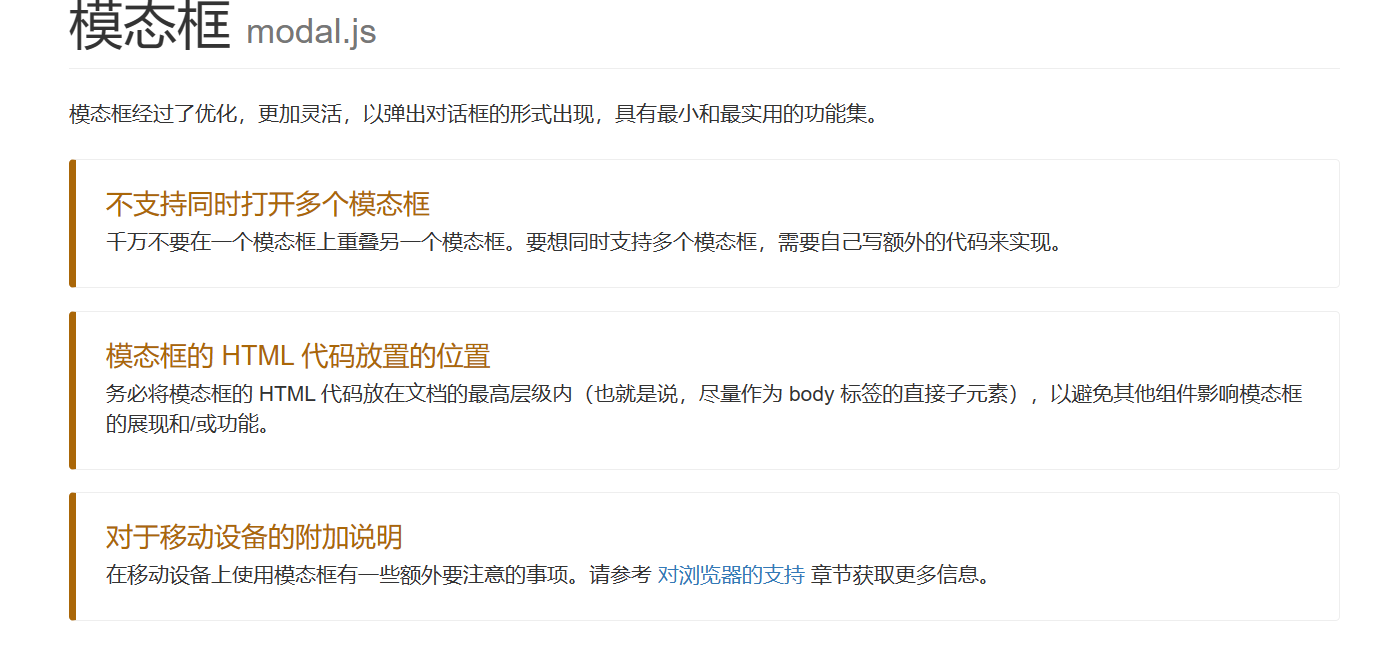 模态框 modal.js
模态框经过了优化，更加灵活，以弹出对话框的形式出现，具有最小和最实用的功能集。
不支持同时打开多个模态框
千万不要在一个模态框上重叠另一个模态框。要想同时支持多个模态框，需要自己写额外的代码来实现。
模态框的 HTML 代码放置的位置
务必将模态框的 HTML 代码放在文档的最高层级内（也就是说，尽量作为 body 标签的直接子元素），以避免其他组件影响模态框
的展现和/或功能。
对于移动设备的附加说明
在移动设备上使用模态框有一些额外要注意的事项。请参考 对浏览器的支持 章节获取更多信息。